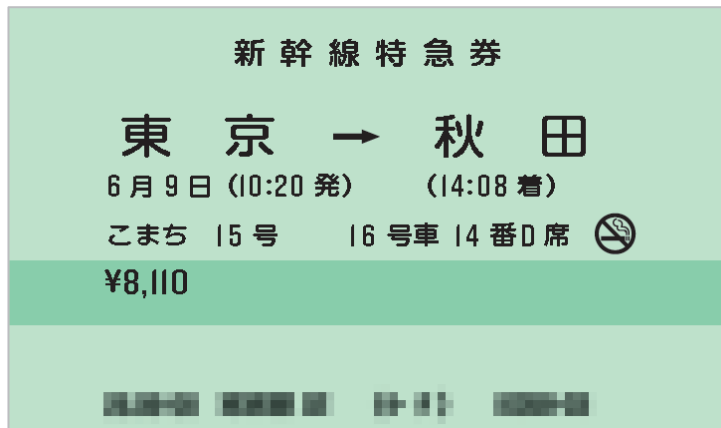 新幹線特急券
東京 → 秋田
6月9日 (10:20発) (14:08着)
こまち 15号 16号車 14番D席
¥8,110